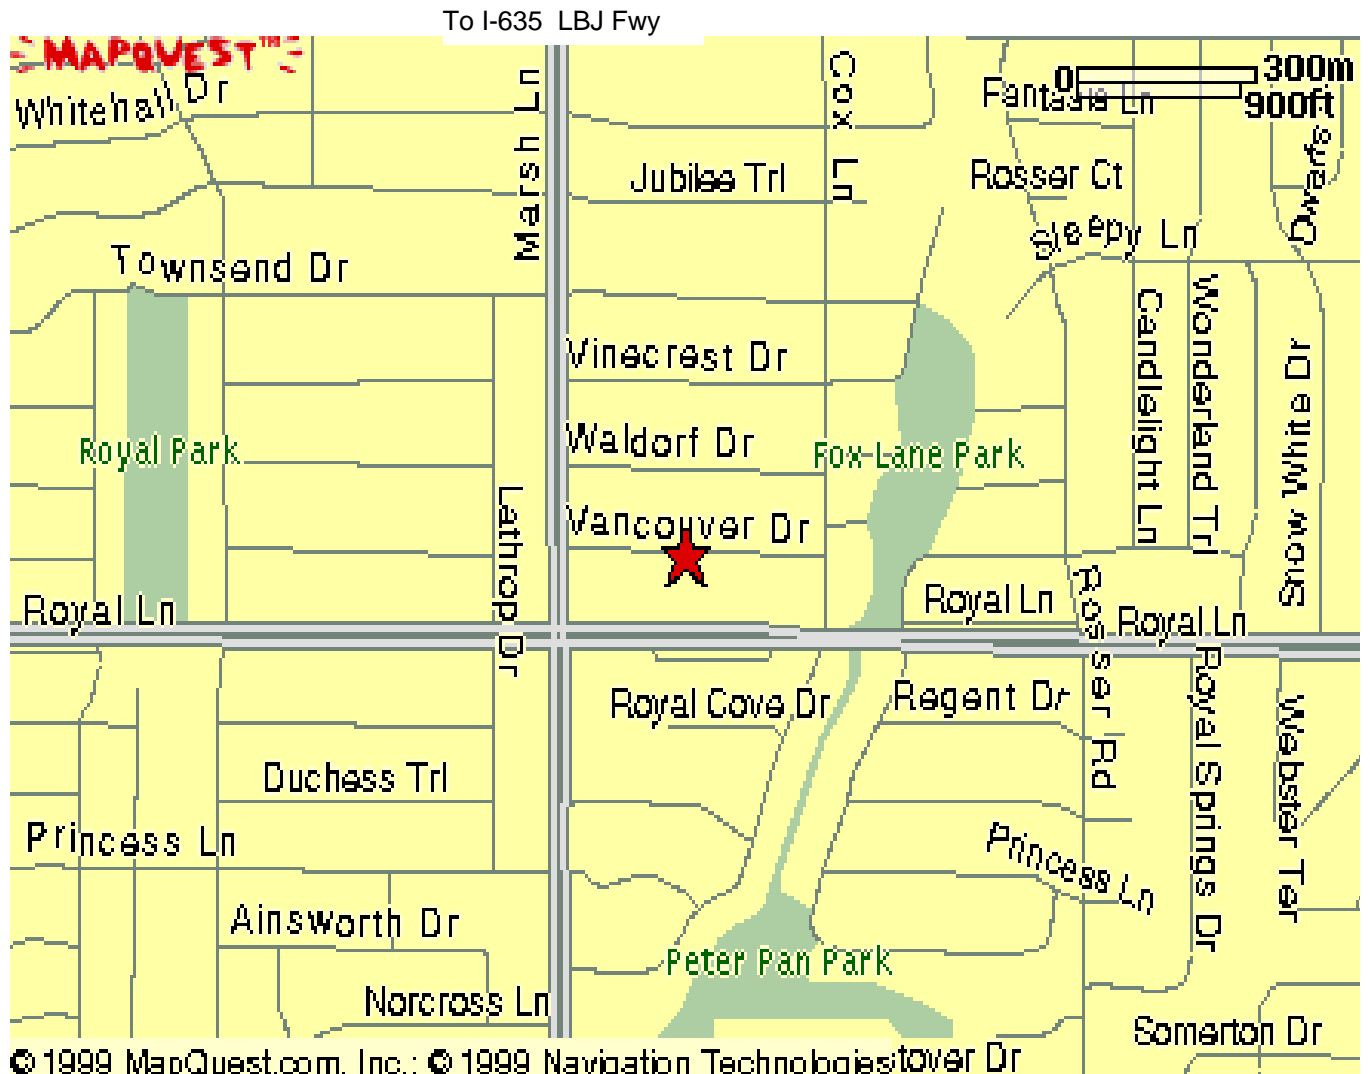 To I-635 LBJ Fwy
MAPQUEST™
0 300m
900ft
Whitehall Dr
Marsh Ln
Cox Ln
Fantasia Ln
Dwarfs
Jubilee Trl
Rosser Ct
Sleepy Ln
Townsend Dr
Vinecrest Dr
Candlelight Ln
Wonderland Trl
Snow White Dr
Royal Park
Waldorf Dr
Fox Lane Park
Lathrop Dr
Vancouver Dr
Royal Ln
Royal Ln
Rosser Rd
Royal Ln
Royal Cove Dr
Regent Dr
Royal Springs Dr
Webster Ter
Duchess Trl
Princess Ln
Princess Ln
Ainsworth Dr
Peter Pan Park
Norcross Ln
Somerton Dr
© 1999 MapQuest.com, Inc.; © 1999 Navigation Technologies
tover Dr